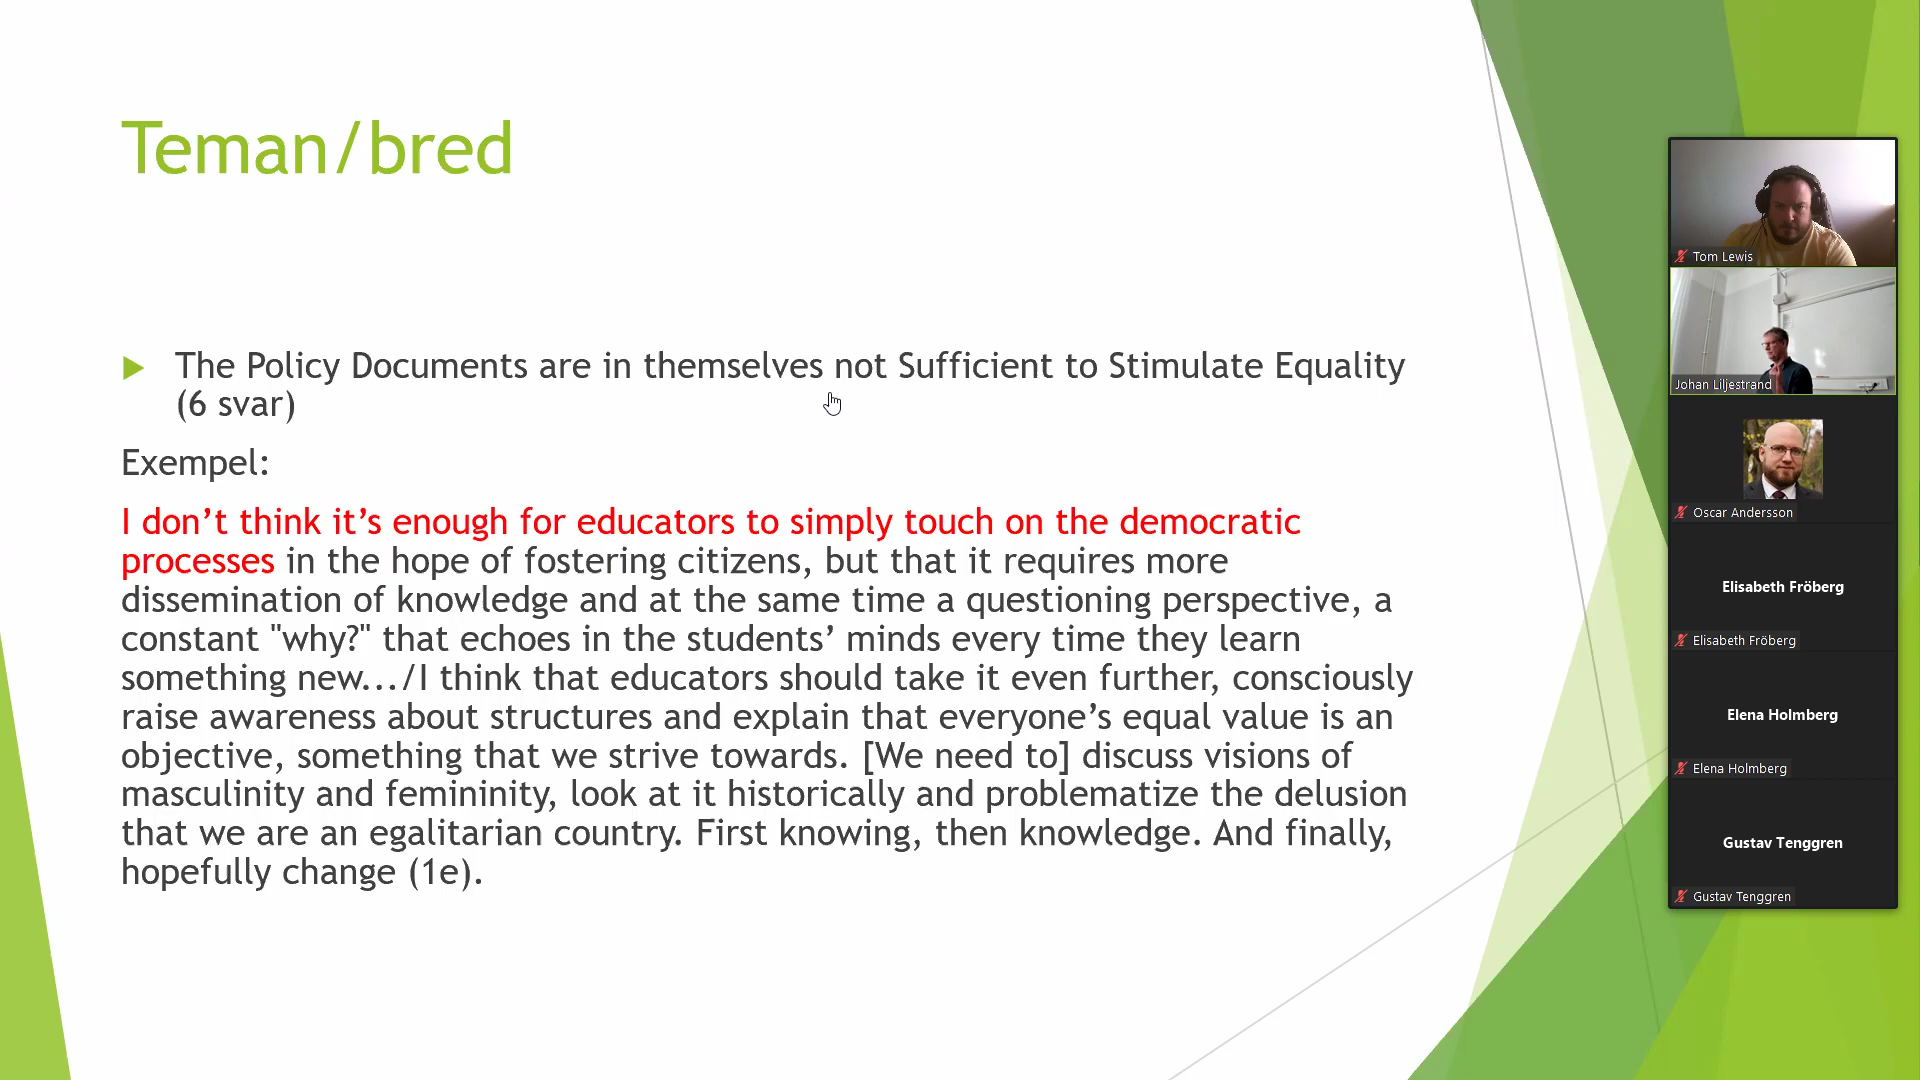 Teman/bred
The Policy Documents are in themselves not Sufficient to Stimulate Equality
(6 svar)
Exempel:
I don’t think it’s enough for educators to simply touch on the democratic
processes in the hope of fostering citizens, but that it requires more
dissemination of knowledge and at the same time a questioning perspective, a
constant "why?" that echoes in the students’ minds every time they learn
something new.../I think that educators should take it even further, consciously
raise awareness about structures and explain that everyone’s equal value is an
objective, something that we strive towards. [We need to] discuss visions of
masculinity and femininity, look at it historically and problematize the delusion
that we are an egalitarian country. First knowing, then knowledge. And finally,
hopefully change (1e).
Tom Lewis
Johan Liljestrand
Oscar Andersson
Elisabeth Fröberg
Elisabeth Fröberg
Elena Holmberg
Elena Holmberg
Gustav Tenggren
Gustav Tenggren